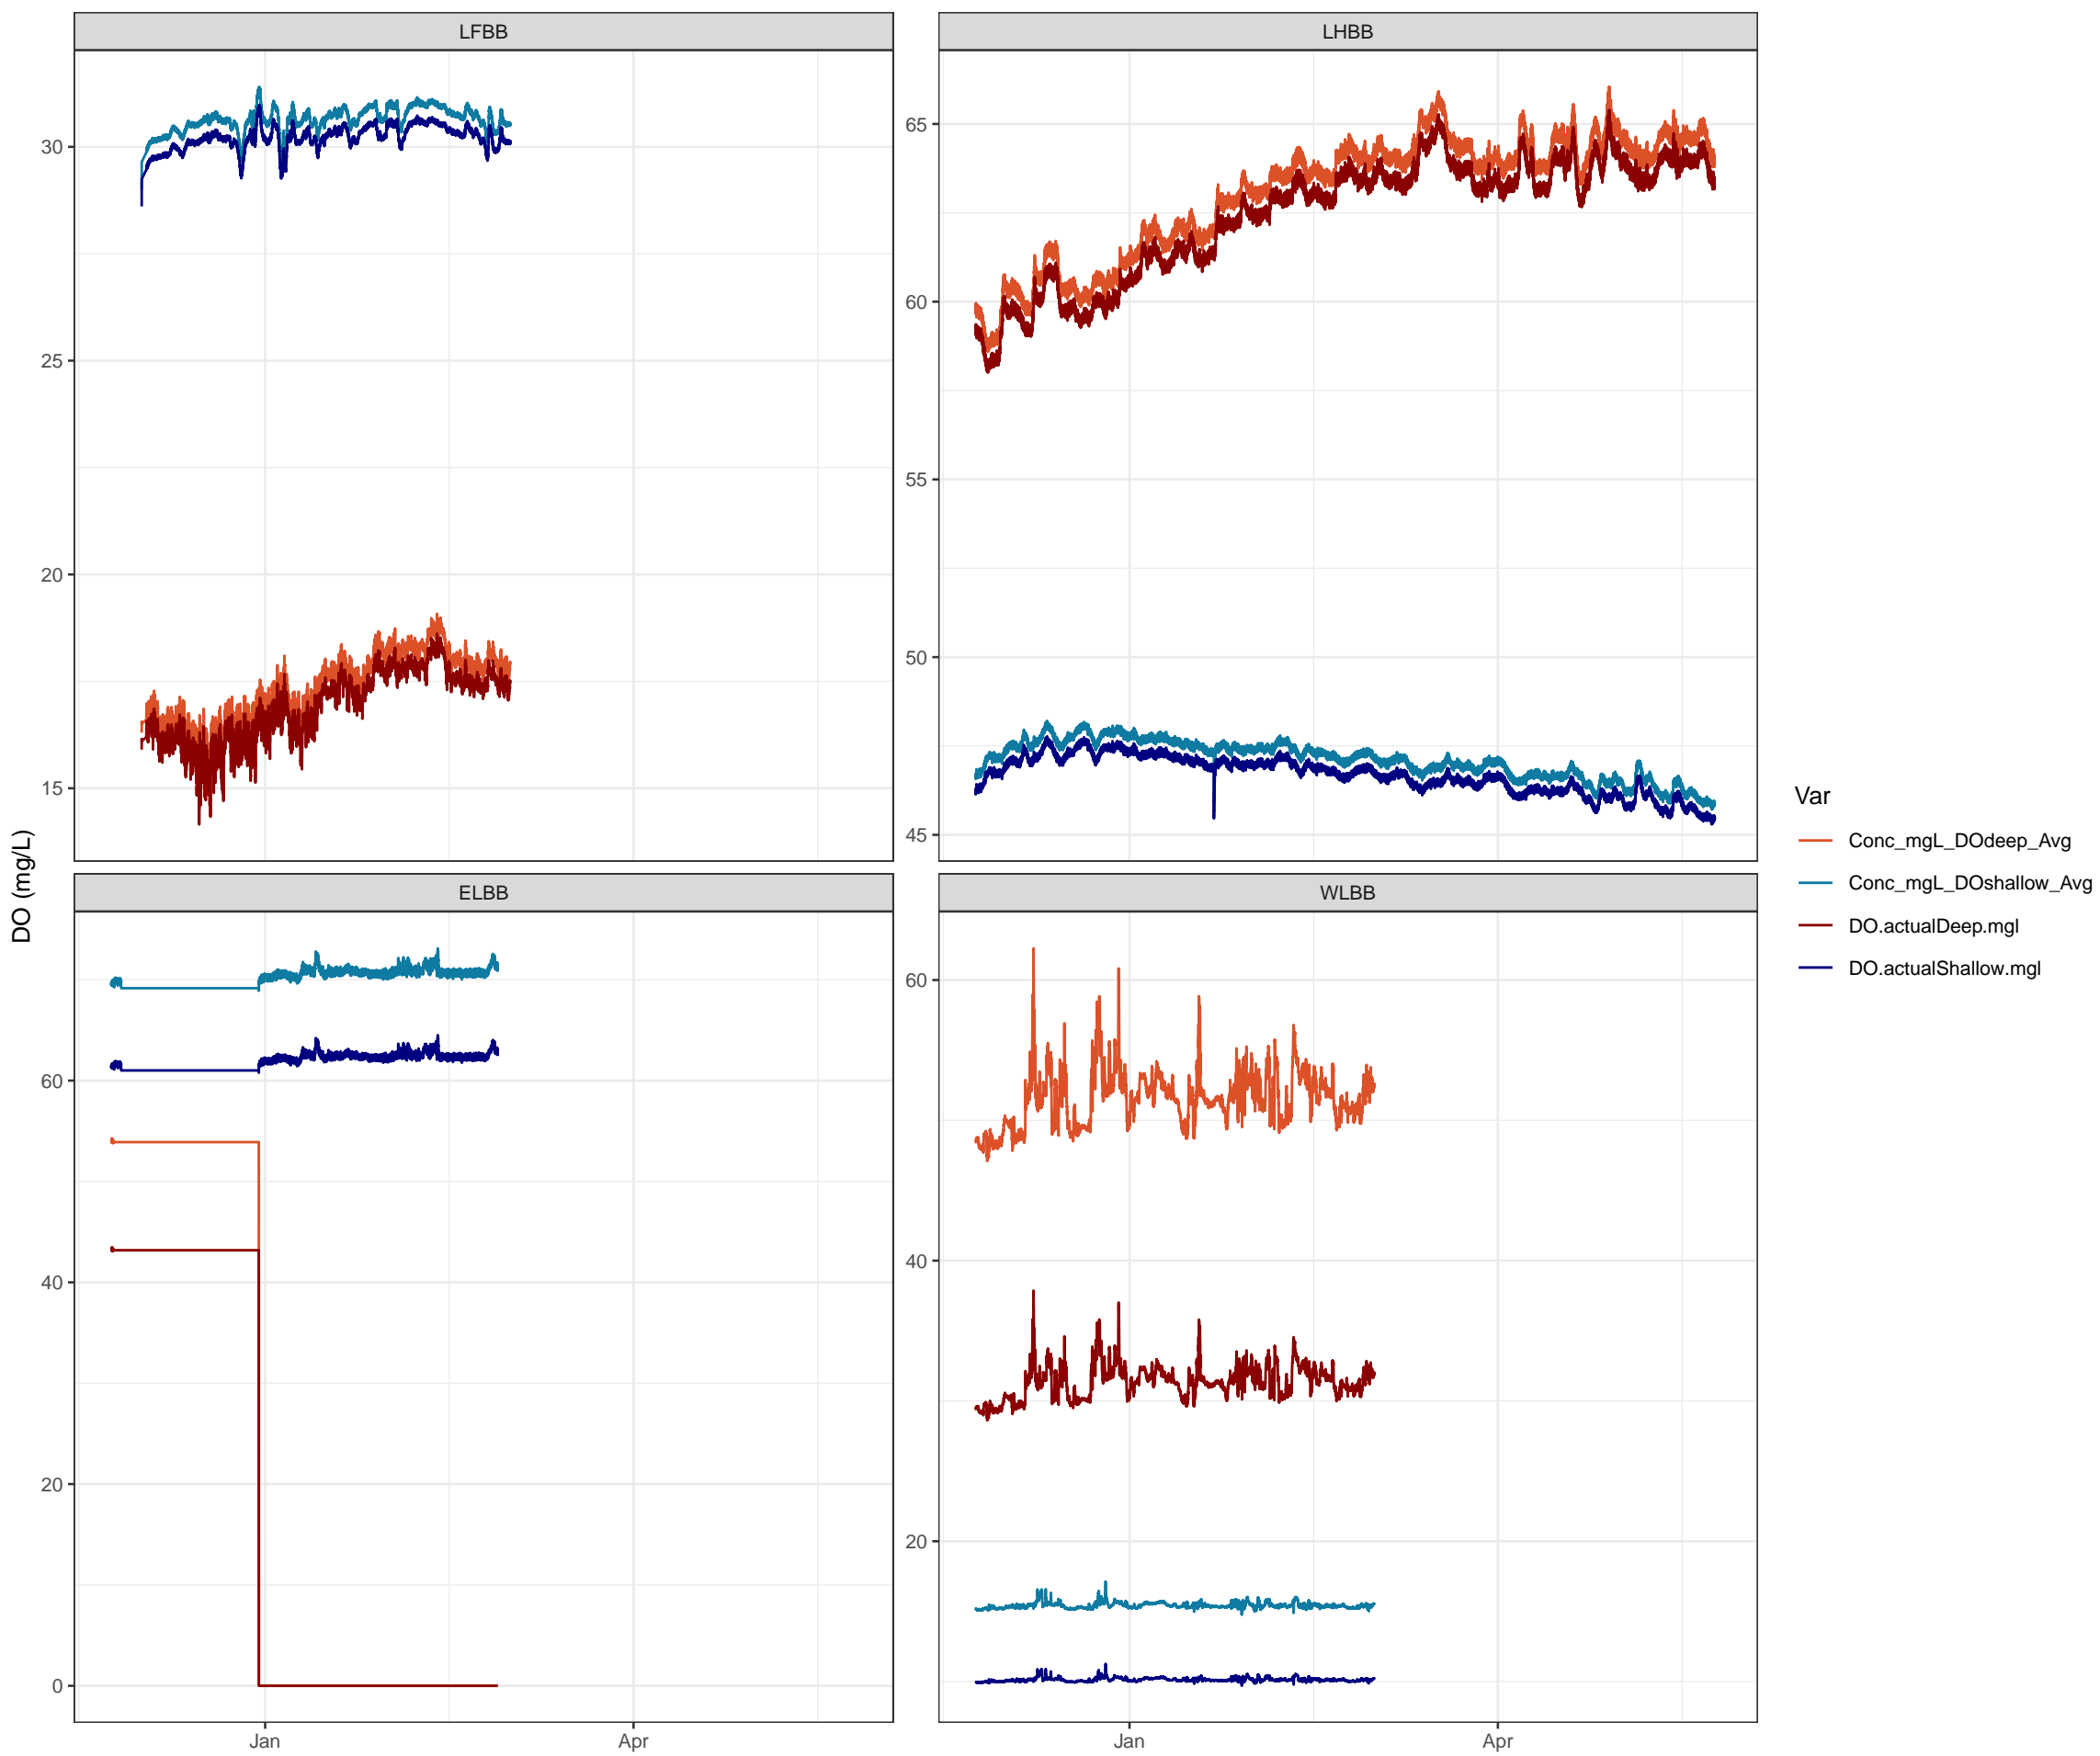 LFBB
LHBB
30
25
20
15
65
60
55
50
45
DO (mg/L)
ELBB
WLBB
60
40
20
0
60
40
20
Jan
Apr
Jan
Apr
Var
Conc_mgL_DOdeep_Avg
Conc_mgL_DOshallow_Avg
DO.actualDeep.mgl
DO.actualShallow.mgl